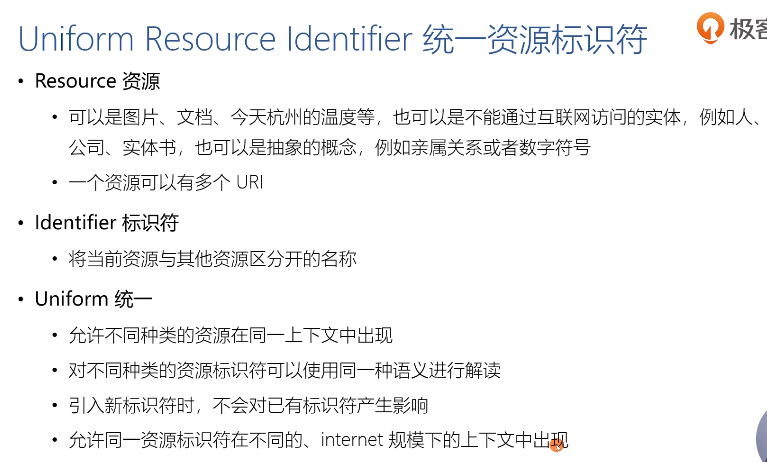 Uniform Resource Identifier 统一资源标识符
极客
• Resource 资源
• 可以是图片、文档、今天杭州的温度等，也可以是不能通过互联网访问的实体，例如人、
公司、实体书，也可以是抽象的概念，例如亲属关系或者数字符号
• 一个资源可以有多个 URI
• Identifier 标识符
• 将当前资源与其他资源区分开的名称
• Uniform 统一
• 允许不同种类的资源在同一上下文中出现
• 对不同种类的资源标识符可以使用同一种语义进行解读
• 引入新标识符时，不会对已有标识符产生影响
• 允许同一资源标识符在不同的、internet 规模下的上下文中出现